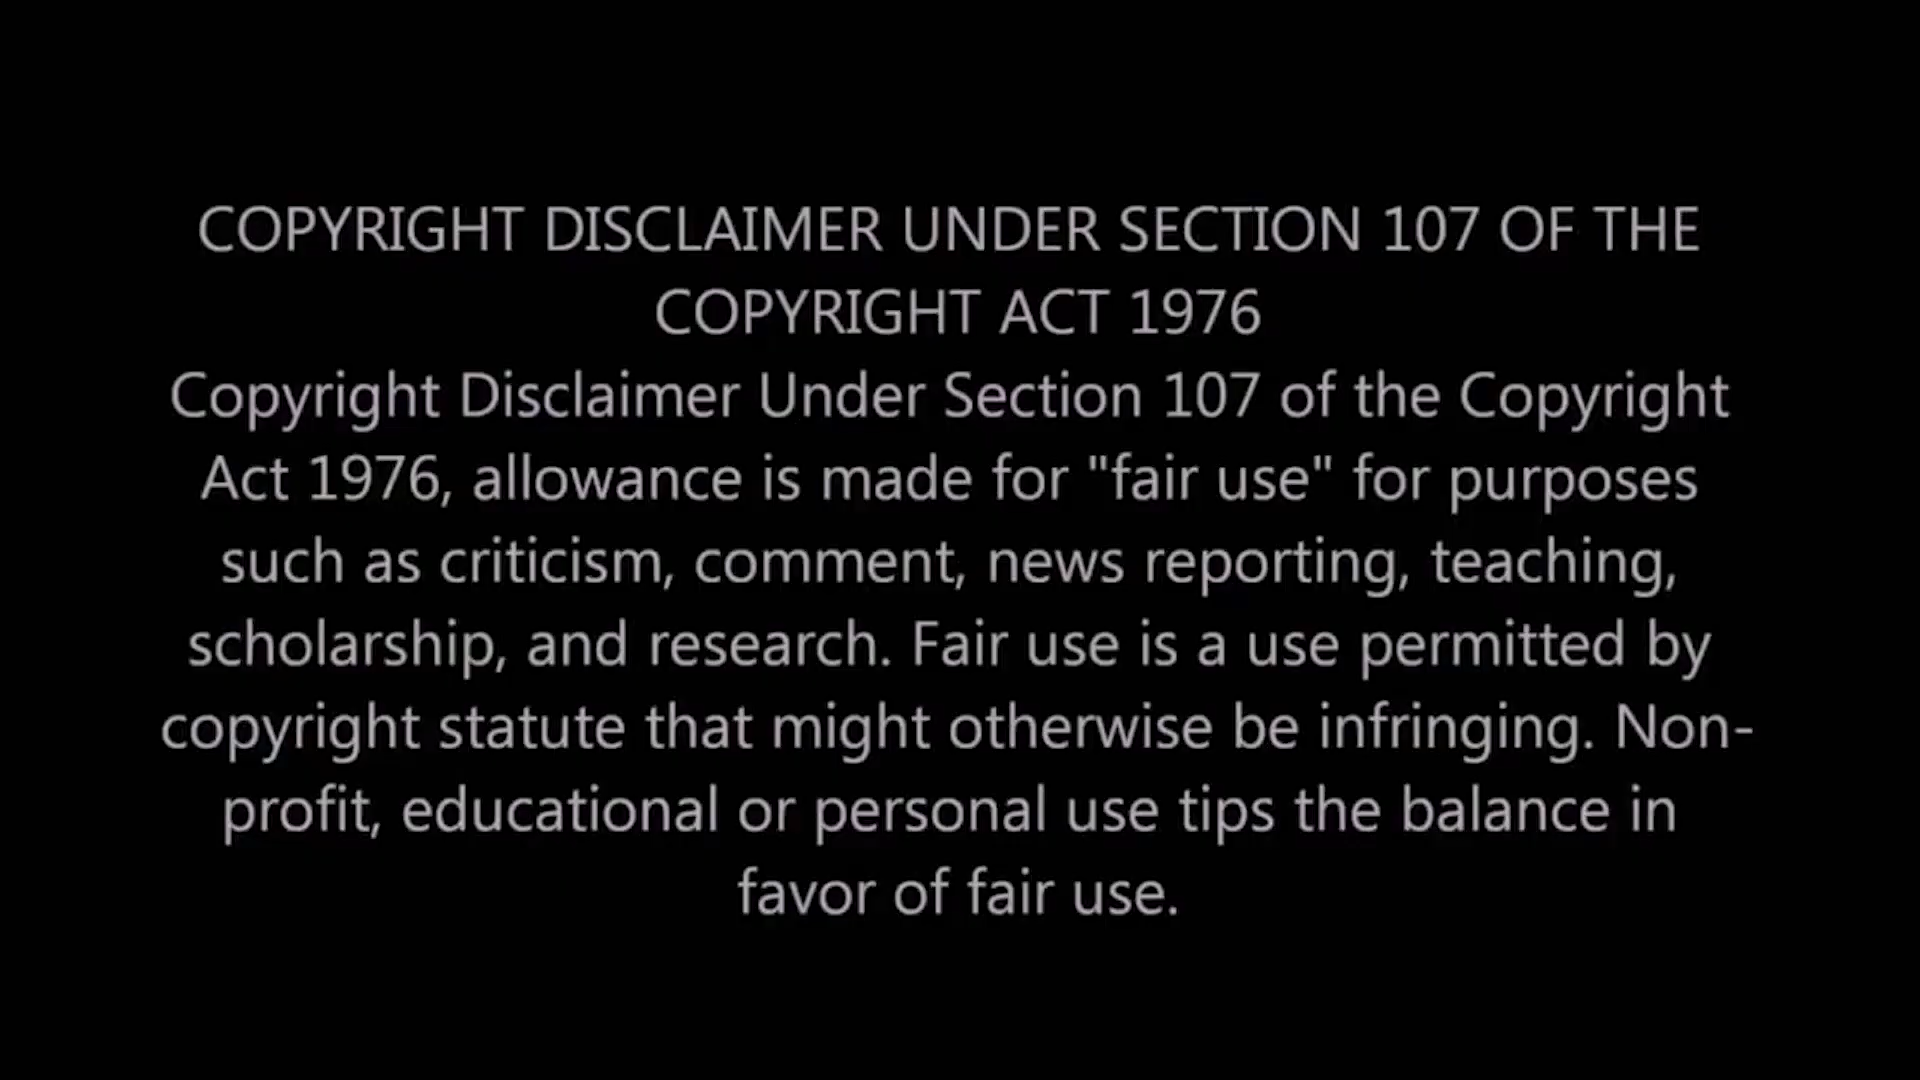 COPYRIGHT DISCLAIMER UNDER SECTION 107 OF THE
COPYRIGHT ACT 1976
Copyright Disclaimer Under Section 107 of the Copyright
Act 1976, allowance is made for "fair use" for purposes
such as criticism, comment, news reporting, teaching,
scholarship, and research. Fair use is a use permitted by
copyright statute that might otherwise be infringing. Non-
profit, educational or personal use tips the balance in
favor of fair use.